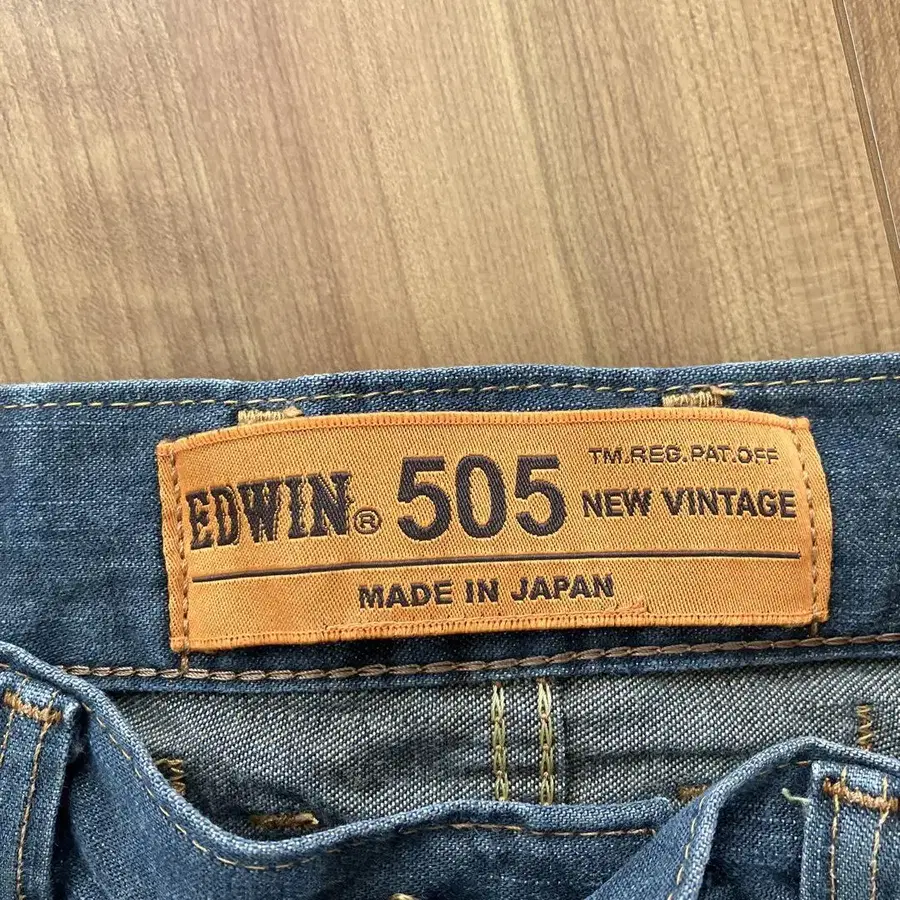 EDWIN® 505 TM.REG.PAT.OFF
NEW VINTAGE
MADE IN JAPAN